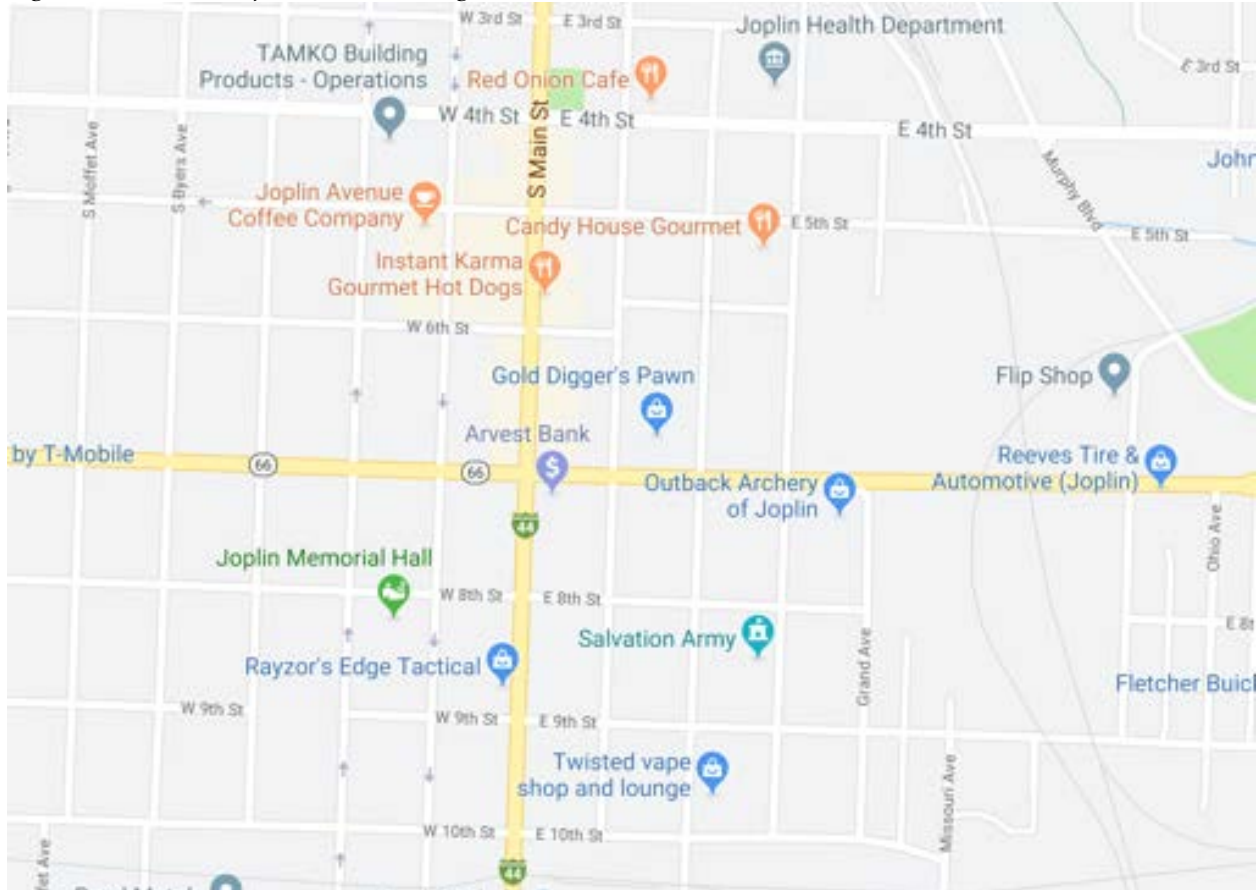 W 3rd St
E 3rd St
Joplin Health Department
TAMKO Building
Products - Operations
Red Onion Cafe
E 3rd St
W 4th St
E 4th St
E 4th St
S Main St
S Moffet Ave
S Byers Ave
Murphy Blvd
John
Joplin Avenue
Coffee Company
Candy House Gourmet
E 5th St
E 5th St
Instant Karma
Gourmet Hot Dogs
W 6th St
Gold Digger's Pawn
Flip Shop
Arvest Bank
by T-Mobile
66
66
Reeves Tire &
Automotive (Joplin)
Outback Archery
of Joplin
44
Ohio Ave
Joplin Memorial Hall
W 8th St
E 8th St
E 8t
Salvation Army
Rayzor's Edge Tactical
Grand Ave
Fletcher Buic
W 9th St
W 9th St
E 9th St
Twisted vape
shop and lounge
Missouri Ave
W 10th St
E 10th St
fet Ave
44